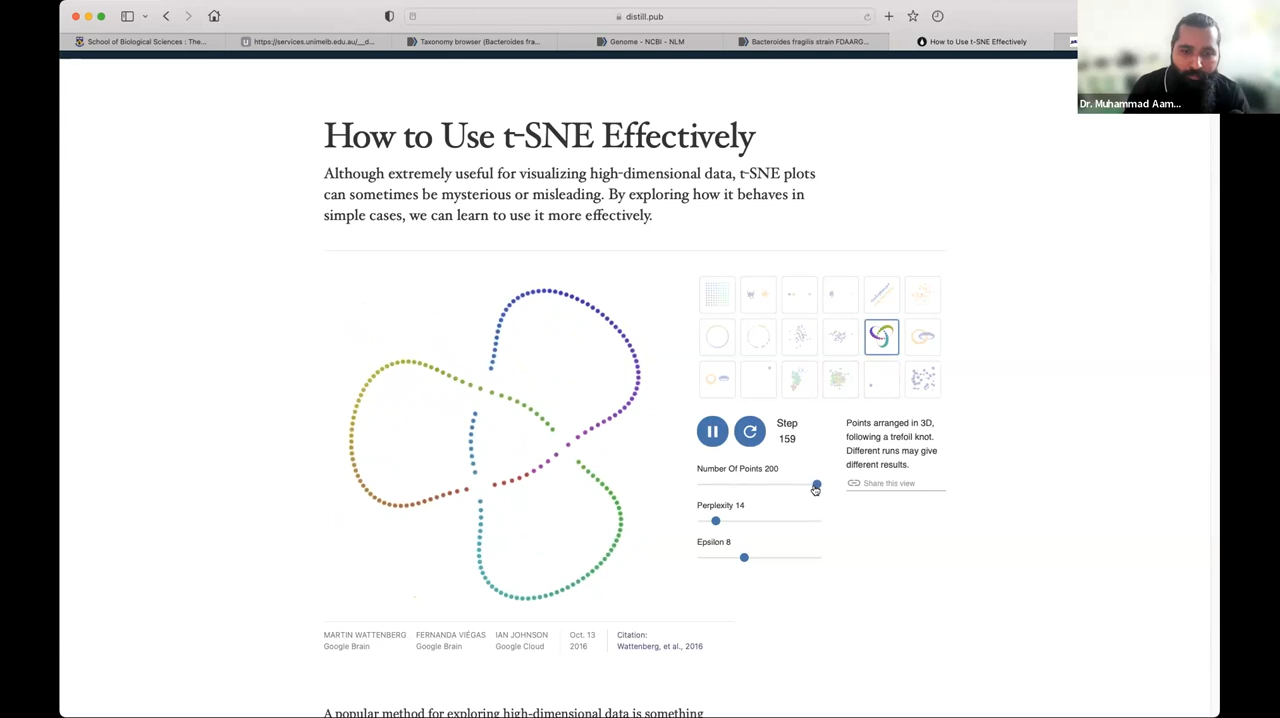 distill.pub
School of Biological Sciences : The...
https://services.unimelb.edu.au/__d...
Taxonomy browser (Bacteroides fra...
Genome - NCBI - NLM
Bacteroides fragilis strain FDAARG...
How to Use t-SNE Effectively
Dr. Muhammad Aam...
How to Use t-SNE Effectively
Although extremely useful for visualizing high-dimensional data, t-SNE plots
can sometimes be mysterious or misleading. By exploring how it behaves in
simple cases, we can learn to use it more effectively.
Step
159
Number Of Points 200
Perplexity 14
Epsilon 8
Points arranged in 3D,
following a trefoil knot.
Different runs may give
different results.
Share this view
MARTIN WATTENBERG FERNANDA VIÉGAS IAN JOHNSON Oct. 13 Citation:
Google Brain Google Brain Google Cloud 2016 Wattenberg, et al., 2016
A popular method for exploring high-dimensional data is something